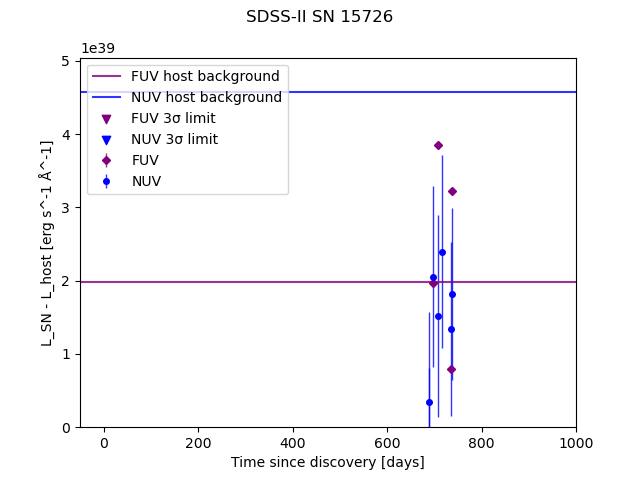 SDSS-II SN 15726
1e39
FUV host background
NUV host background
FUV 3σ limit
NUV 3σ limit
FUV
NUV
5
4
3
2
1
0
L_SN - L_host [erg s^-1 Å^-1]
0 200 400 600 800 1000
Time since discovery [days]